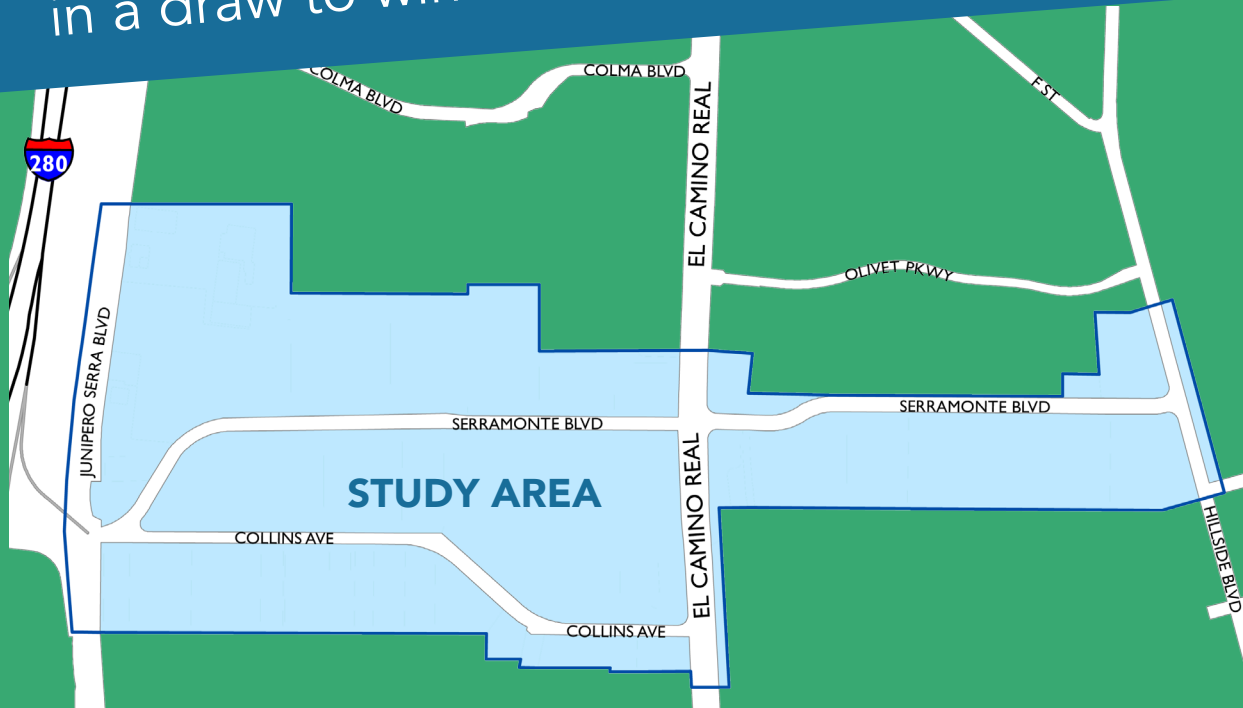 in a draw to win
COLMA BLVD
COLMA BLVD
F ST
EL CAMINO REAL
280
OLIVET PKWY
JUNIPERO SERRA BLVD
SERRAMONTE BLVD
SERRAMONTE BLVD
EL CAMINO REAL
STUDY AREA
COLLINS AVE
HILLSIDE BLVD
COLLINS AVE